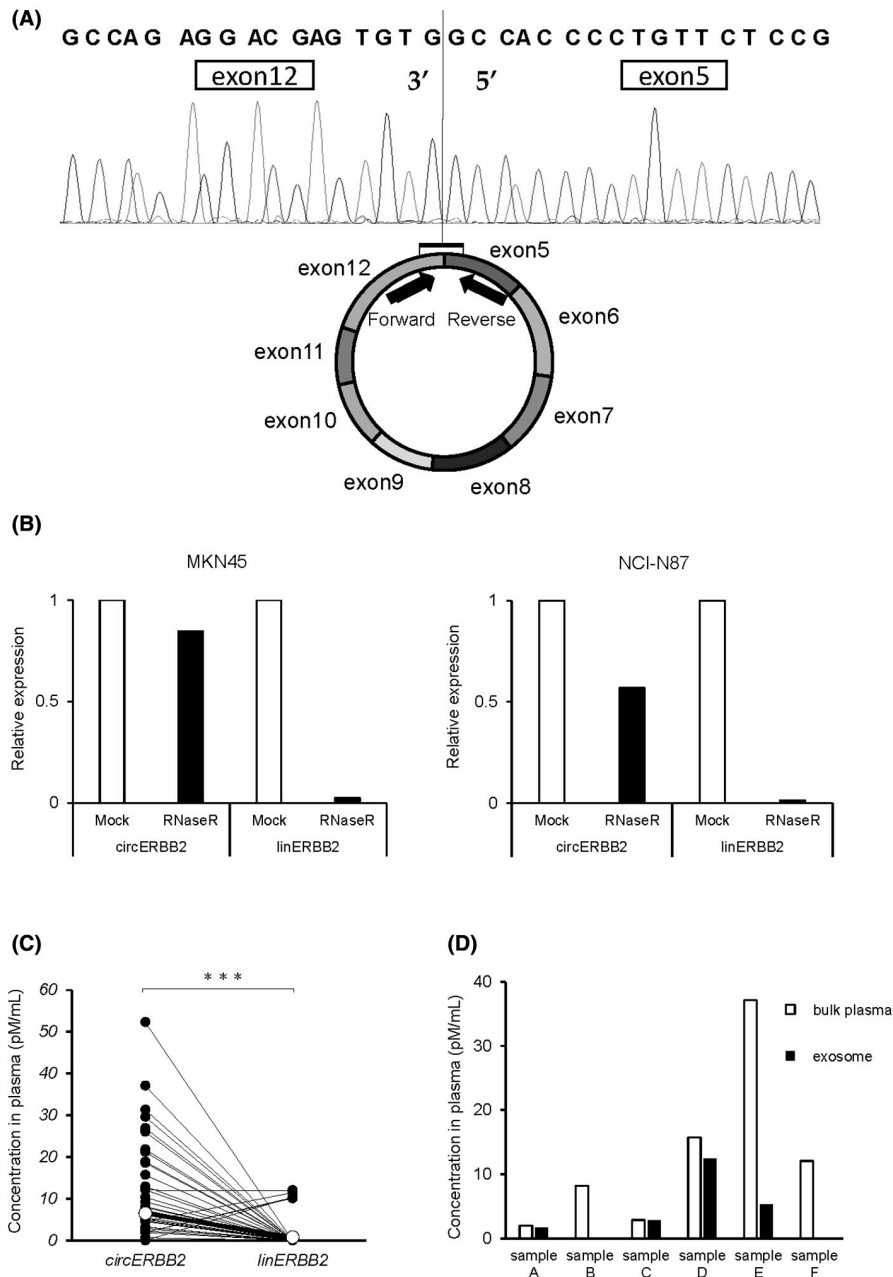 (A)
G C C A G A G G A C G A G T G T G G C C A C C C C T G T T C T C C G
exon12 3′ 5′ exon5
exon12 exon5
Forward Reverse
exon11 exon6
exon10 exon7
exon9 exon8
(B)
MKN45 NCI-N87
Relative expression
1
0.5
0
Mock RNaseR Mock RNaseR
circERBB2 linERBB2
Relative expression
1
0.5
0
Mock RNaseR Mock RNaseR
circERBB2 linERBB2
(C)
***
Concentration in plasma (pM/mL)
60
50
40
30
20
10
0
circERBB2 linERBB2
(D)
Concentration in plasma (pM/mL)
40
30
20
10
0
bulk plasma
exosome
sample sample sample sample sample sample
A B C D E F